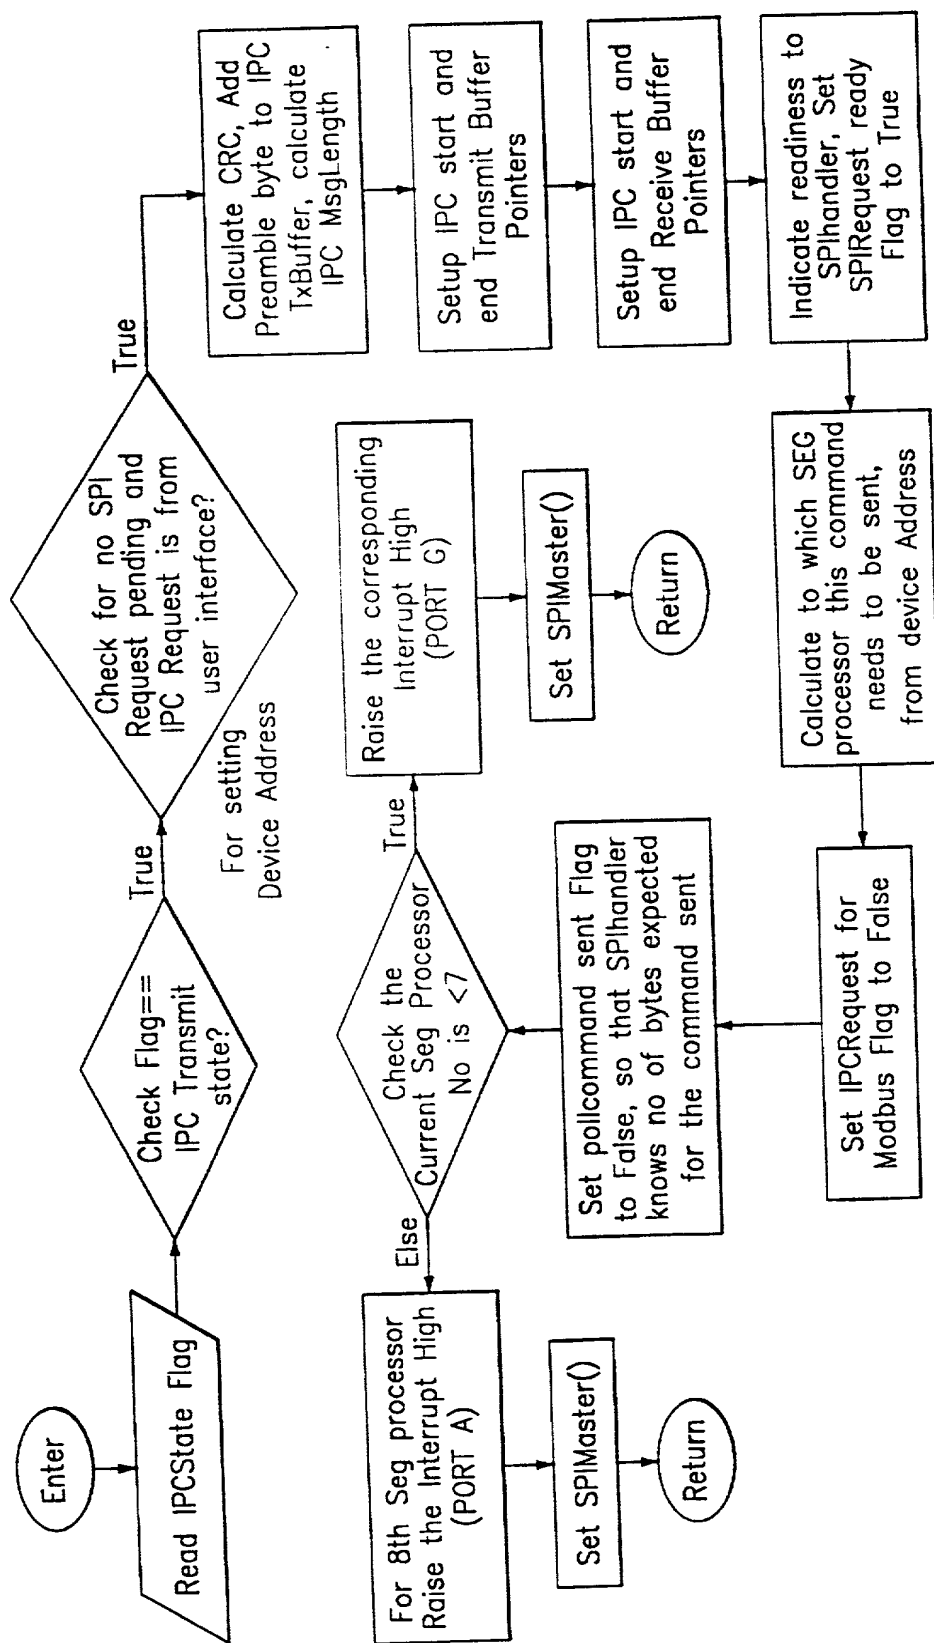 Enter
Read IPCState Flag
Check Flag==
IPC Transmit
state?
True
Check for no SPI
Request pending and
IPC Request is from
user interface?
For setting
Device Address
True
Calculate CRC, Add
Preamble byte to IPC
TxBuffer, calculate
IPC MsgLength
Setup IPC start and
end Transmit Buffer
Pointers
Setup IPC start and
end Receive Buffer
Pointers
Indicate readiness to
SPIhandler, Set
SPIRequest ready
Flag to True
Calculate to which SEG
processor this command
needs to be sent,
from device Address
Set IPCRequest for
Modbus Flag to False
Set pollcommand sent Flag
to False, so that SPIhandler
knows no of bytes expected
for the command sent
Check the
Current Seg Processor
No is <7
True
Raise the corresponding
Interrupt High
(PORT G)
Set SPIMaster()
Return
Else
For 8th Seg processor
Raise the Interrupt High
(PORT A)
Set SPIMaster()
Return